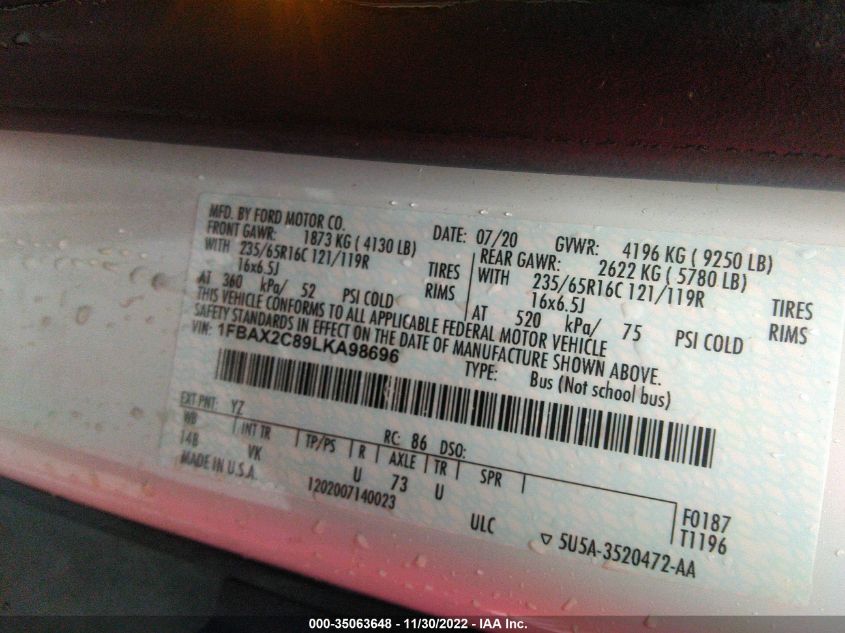 MFD. BY FORD MOTOR CO.
DATE: 07/20 GVWR: 4196 KG ( 9250 LB)
FRONT GAWR: 1873 KG ( 4130 LB)
WITH 235/65R16C 121/119R TIRES
16x6.5J RIMS
AT 360 kPa/ 52 PSI COLD
REAR GAWR: 2622 KG ( 5780 LB)
WITH 235/65R16C 121/119R TIRES
16x6.5J RIMS
AT 520 kPa/ 75 PSI COLD
THIS VEHICLE CONFORMS TO ALL APPLICABLE FEDERAL MOTOR VEHICLE
SAFETY STANDARDS IN EFFECT ON THE DATE OF MANUFACTURE SHOWN ABOVE.
VIN: 1FBAX2C89LKA98696
TYPE: Bus (Not school bus)
EXT PNT: YZ RC: 86 DSO:
WB INT TR TP/PS R AXLE TR SPR
14B VK U 73 U
MADE IN U.S.A.
1202007140023
ULC
F0187
T1196
▽ 5U5A-3520472-AA
000-35063648 - 11/30/2022 - IAA Inc.